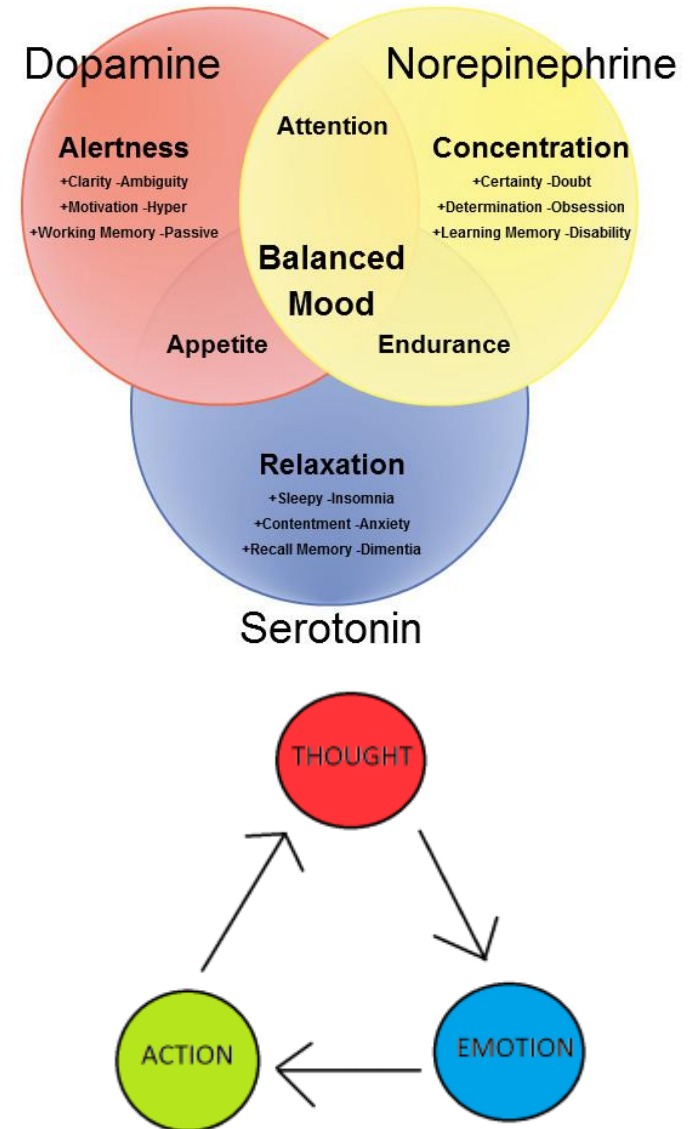 Dopamine
Norepinephrine
Attention
Alertness
+Clarity -Ambiguity
+Motivation -Hyper
+Working Memory -Passive
Concentration
+Certainty -Doubt
+Determination -Obsession
+Learning Memory -Disability
Balanced
Mood
Appetite
Endurance
Relaxation
+Sleepy -Insomnia
+Contentment -Anxiety
+Recall Memory -Dimentia
Serotonin
THOUGHT
ACTION
EMOTION